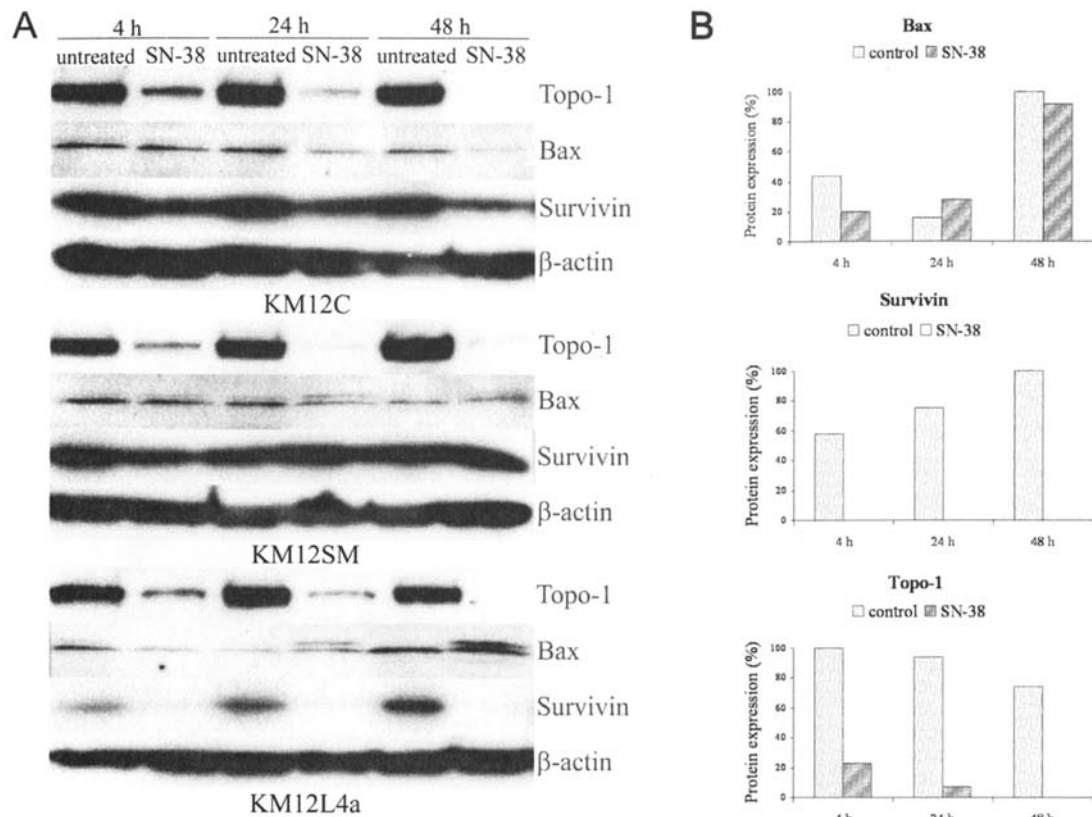 A
4 h 24 h 48 h
untreated SN-38 untreated SN-38 untreated SN-38
Topo-1
Bax
Survivin
β-actin
KM12C
Topo-1
Bax
Survivin
β-actin
KM12SM
Topo-1
Bax
Survivin
β-actin
KM12L4a
B
Bax
control SN-38
Protein expression (%)
100
80
60
40
20
0
4 h 24 h 48 h
Survivin
control SN-38
Protein expression (%)
100
80
60
40
20
0
4 h 24 h 48 h
Topo-1
control SN-38
Protein expression (%)
100
80
60
40
20
0
4 h 24 h 48 h